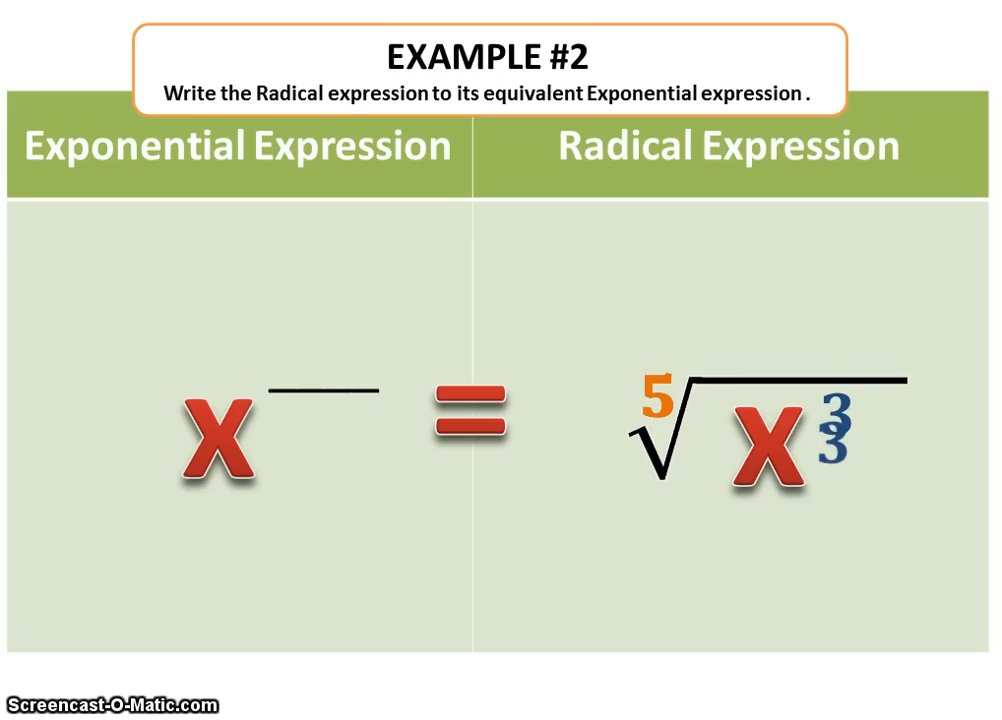 EXAMPLE #2
Write the Radical expression to its equivalent Exponential expression .
Exponential Expression Radical Expression
x = 5√x 3
3
Screencast-O-Matic.com